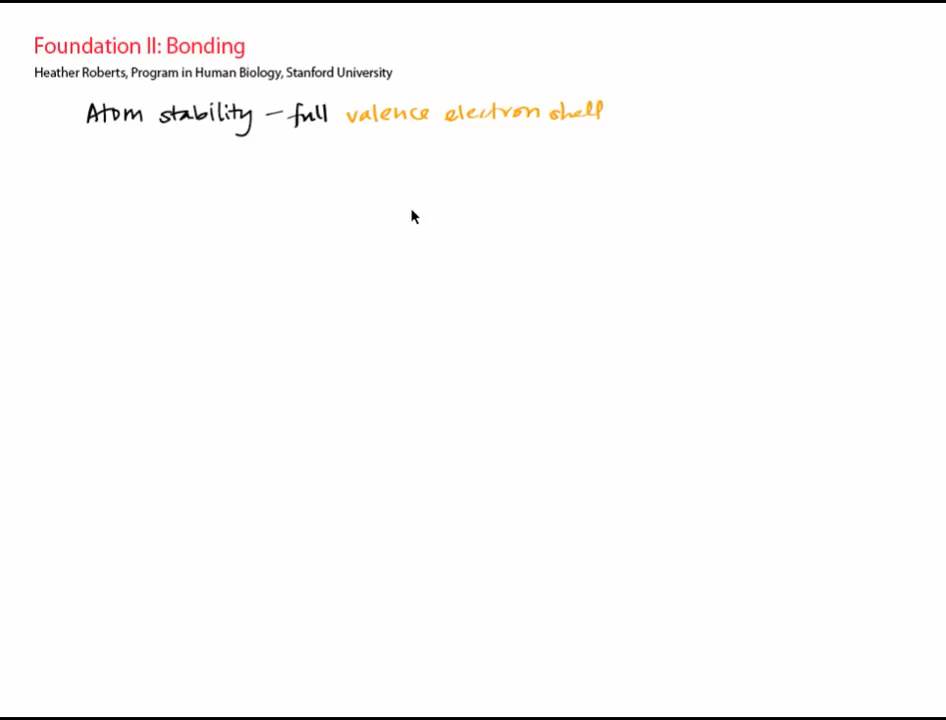 Foundation II: Bonding
Heather Roberts, Program in Human Biology, Stanford University
Atom stability – full valence electron shell